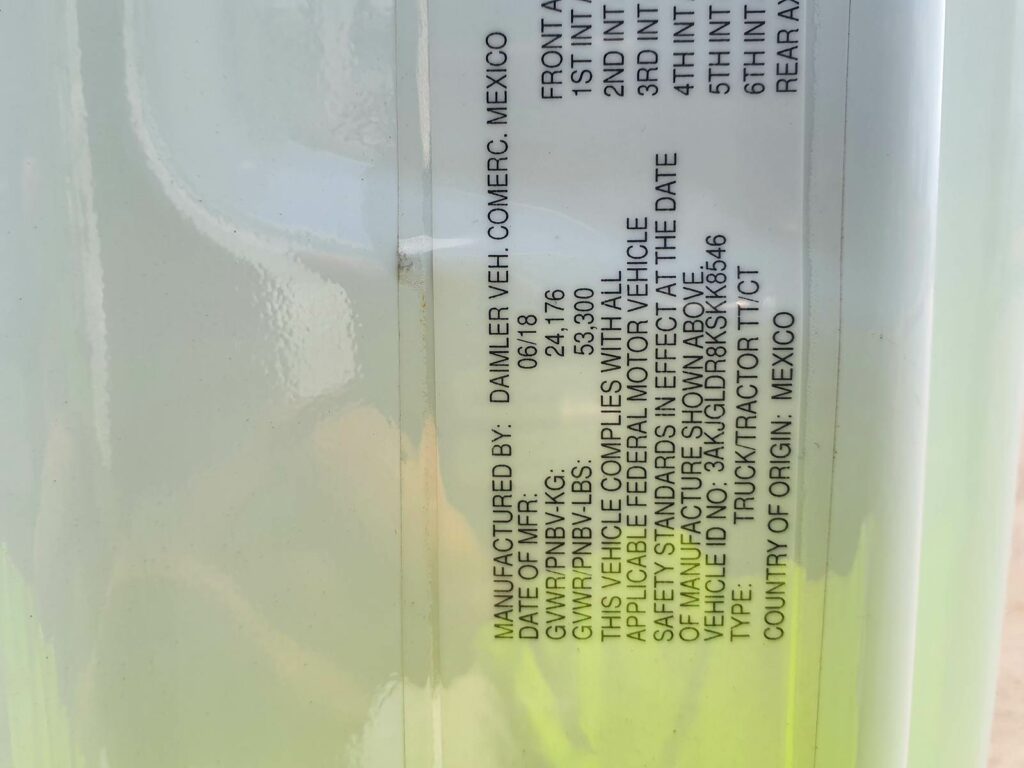 MANUFACTURED BY: DAIMLER VEH. COMERC. MEXICO
DATE OF MFR: 06/18
GVWR/PNBV-KG: 24,176
GVWR/PNBV-LBS: 53,300
THIS VEHICLE COMPLIES WITH ALL
APPLICABLE FEDERAL MOTOR VEHICLE
SAFETY STANDARDS IN EFFECT AT THE DATE
OF MANUFACTURE SHOWN ABOVE.
VEHICLE ID NO: 3AKJGLDR8KSKK8546
TYPE: TRUCK/TRACTOR TT/CT
COUNTRY OF ORIGIN: MEXICO
FRONT A
1ST INT A
2ND INT
3RD INT
4TH INT
5TH INT
6TH INT
REAR AX